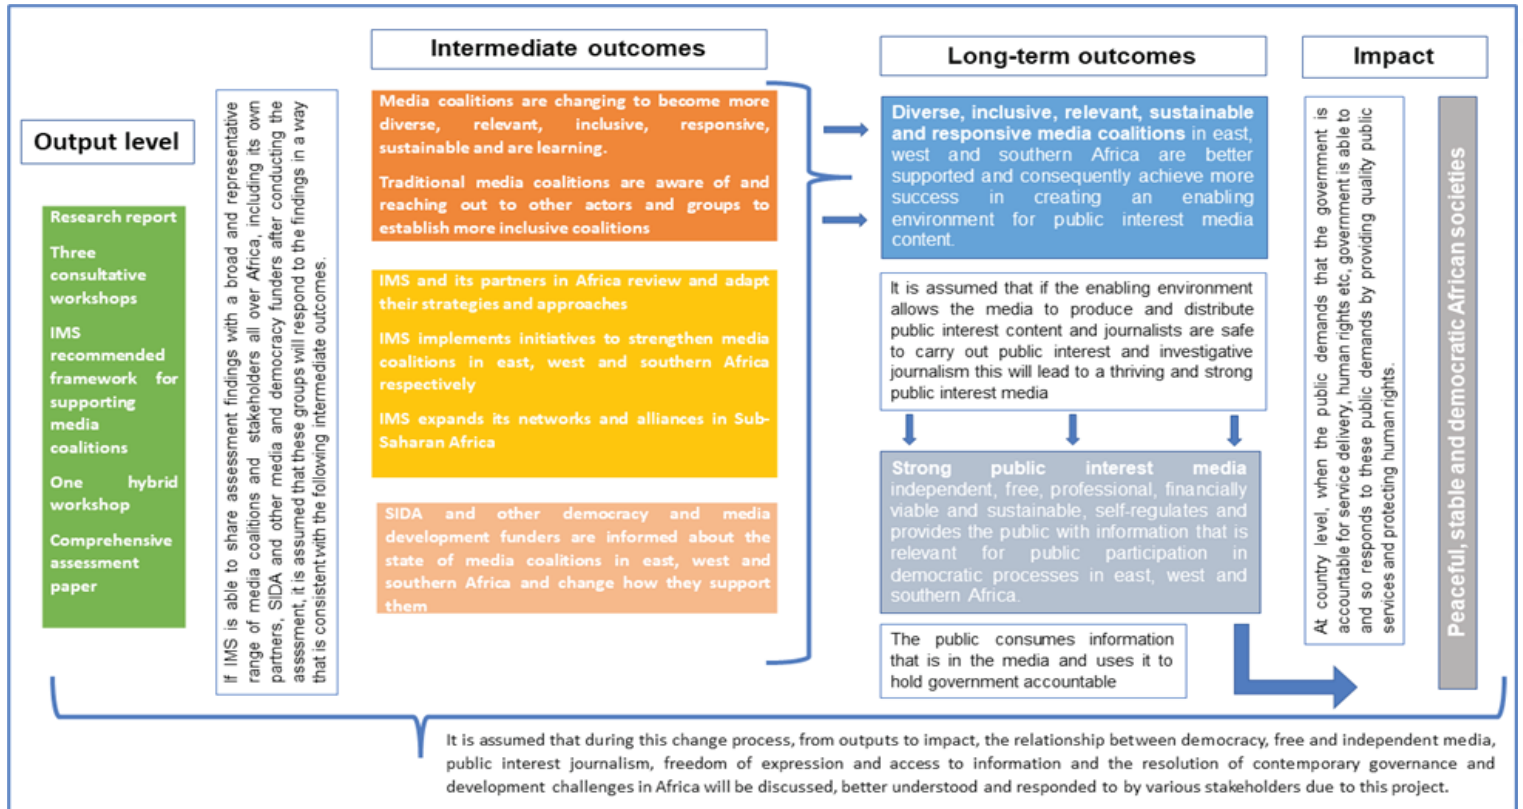 Output level
Research report
Three
consultative
workshops
IMS
recommended
framework for
supporting
media
coalitions
One hybrid
workshop
Comprehensive
assessment
paper
If IMS is able to share assessment findings with a broad and representative
range of media coalitions and stakeholders all over Africa, including its own
partners, SIDA and other media and democracy funders after conducting the
asssssment, it is assumed that these groups will respond to the findings in a way
that is consistent with the following intermediate outcomes.
Intermediate outcomes
Media coalitions are changing to become more
diverse, relevant, inclusive, responsive,
sustainable and are learning.
Traditional media coalitions are aware of and
reaching out to other actors and groups to
establish more inclusive coalitions
IMS and its partners in Africa review and adapt
their strategies and approaches
IMS implements initiatives to strengthen media
coalitions in east, west and southern Africa
respectively
IMS expands its networks and alliances in Sub-
Saharan Africa
SIDA and other democracy and media
development funders are informed about the
state of media coalitions in east, west and
southern Africa and change how they support
them
Long-term outcomes
Diverse, inclusive, relevant, sustainable
and responsive media coalitions in east,
west and southern Africa are better
supported and consequently achieve more
success in creating an enabling
environment for public interest media
content.
It is assumed that if the enabling environment
allows the media to produce and distribute
public interest content and journalists are safe
to carry out public interest and investigative
journalism this will lead to a thriving and strong
public interest media
Strong public interest media
independent, free, professional, financially
viable and sustainable, self-regulates and
provides the public with information that is
relevant for public participation in
democratic processes in east, west and
southern Africa.
The public consumes information
that is in the media and uses it to
hold government accountable
Impact
At country level, when the public demands that the government is
accountable for service delivery, human rights etc, government is able to
and so responds to these public demands by providing quality public
services and protecting human rights.
Peaceful, stable and democratic African societies
It is assumed that during this change process, from outputs to impact, the relationship between democracy, free and independent media,
public interest journalism, freedom of expression and access to information and the resolution of contemporary governance and
development challenges in Africa will be discussed, better understood and responded to by various stakeholders due to this project.